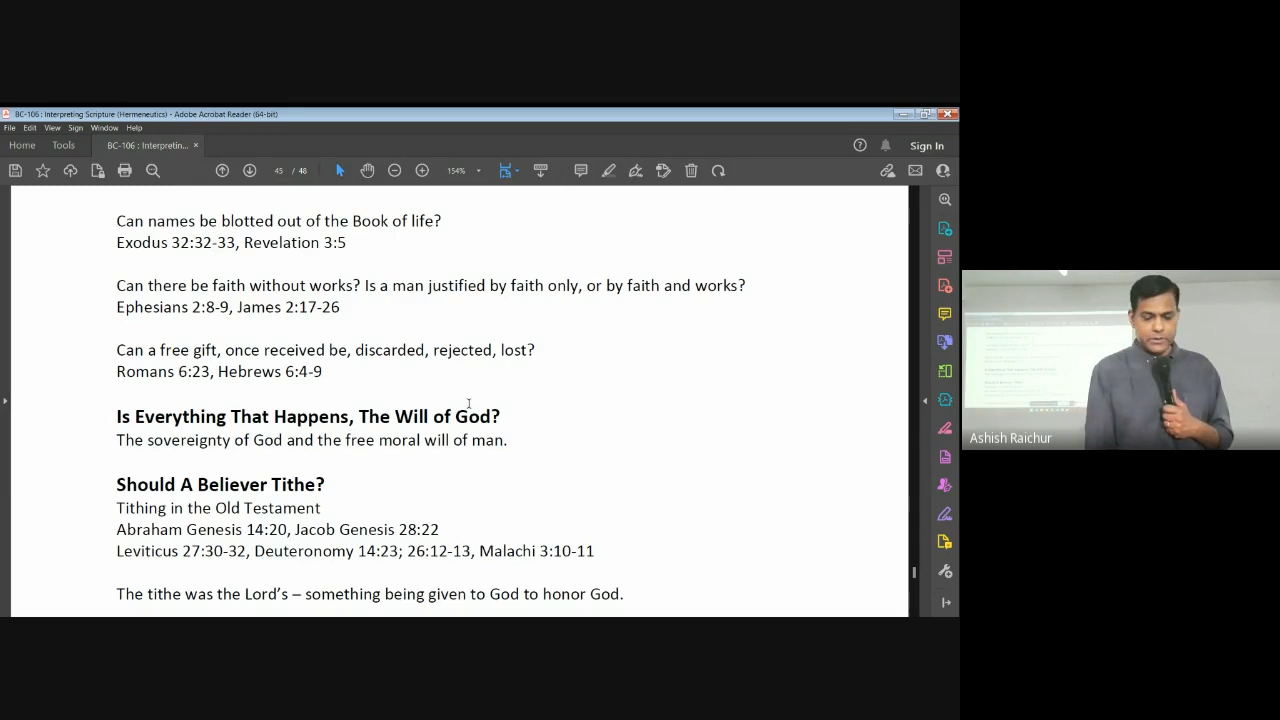 BC-106 : Interpreting Scripture (Hermeneutics) - Adobe Acrobat Reader (64-bit)
File Edit View Sign Window Help
Home Tools BC-106 : Interpretin... × Sign In
45 / 48 154%
Can names be blotted out of the Book of life?
Exodus 32:32-33, Revelation 3:5
Can there be faith without works? Is a man justified by faith only, or by faith and works?
Ephesians 2:8-9, James 2:17-26
Can a free gift, once received be, discarded, rejected, lost?
Romans 6:23, Hebrews 6:4-9
Is Everything That Happens, The Will of God?
The sovereignty of God and the free moral will of man.
Should A Believer Tithe?
Tithing in the Old Testament
Abraham Genesis 14:20, Jacob Genesis 28:22
Leviticus 27:30-32, Deuteronomy 14:23; 26:12-13, Malachi 3:10-11
The tithe was the Lord’s – something being given to God to honor God.
Ashish Raichur